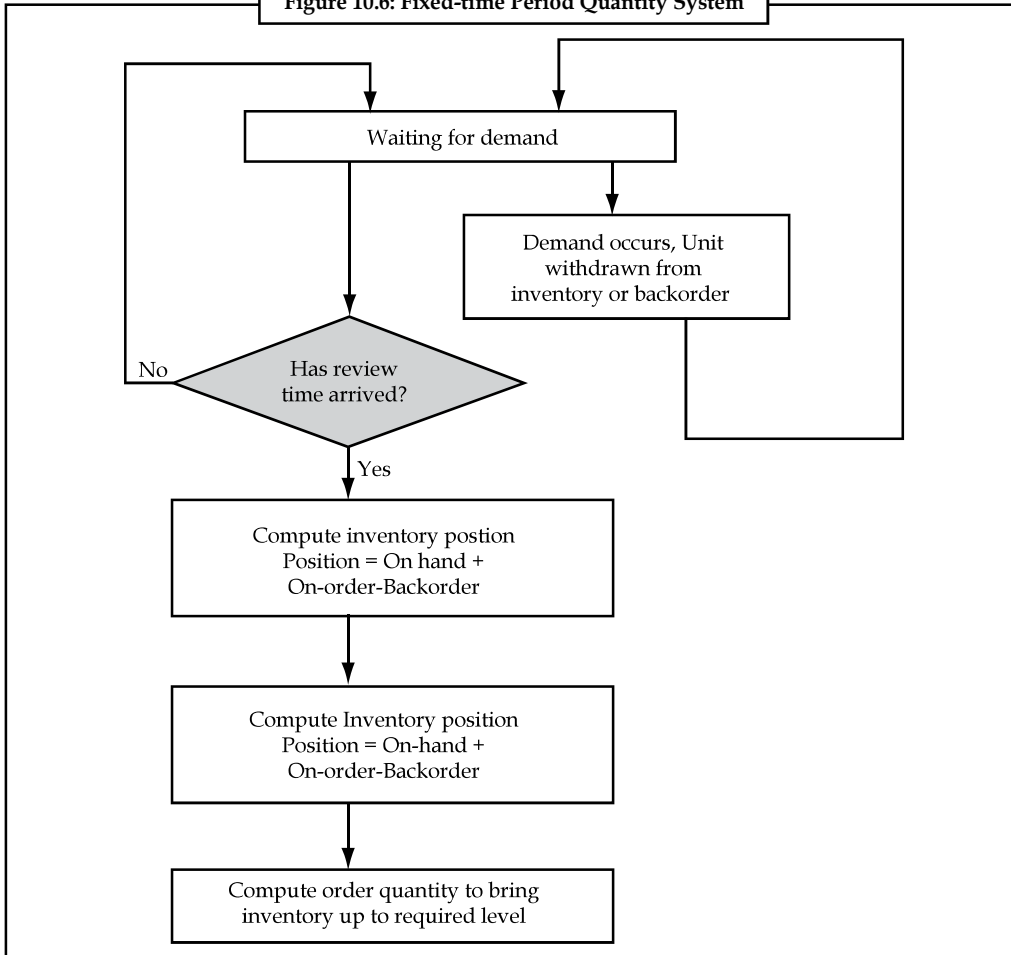 Figure 10.6: Fixed-time Period Quantity System
Waiting for demand
Demand occurs, Unit
withdrawn from
inventory or backorder
Has review
time arrived?
No
Yes
Compute inventory postion
Position = On hand +
On-order-Backorder
Compute Inventory position
Position = On-hand +
On-order-Backorder
Compute order quantity to bring
inventory up to required level